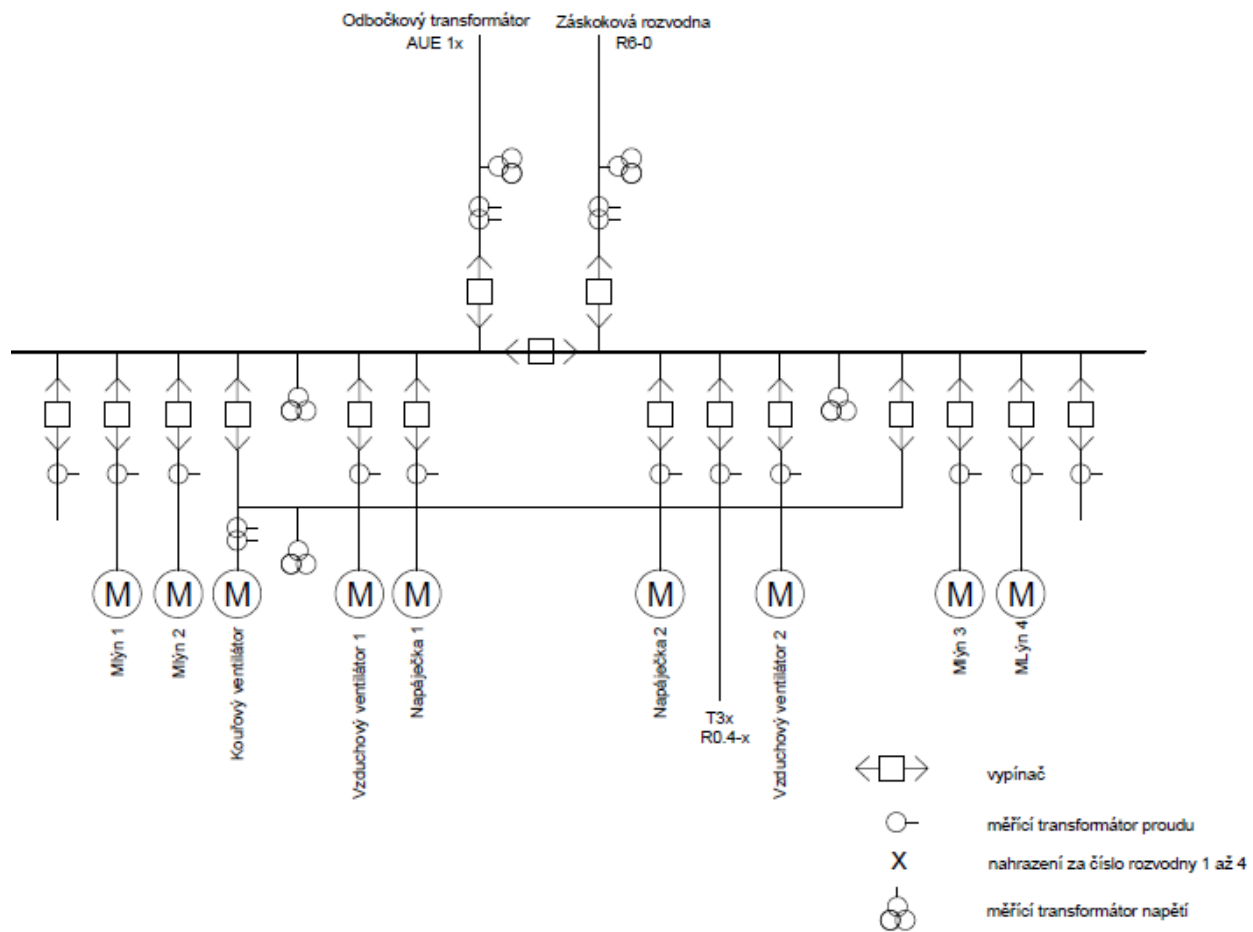 Odbočkový transformátor
AUE 1x
Záskoková rozvodna
R6-0
M
M
M
M
M
M
M
M
M
Mlýn 1
Mlýn 2
Kouřový ventilátor
Vzduchový ventilátor 1
Napáječka 1
Napáječka 2
T3x
R0.4-x
Vzduchový ventilátor 2
Mlýn 3
MLýn 4
vypínač
měřící transformátor proudu
X
nahrazení za číslo rozvodny 1 až 4
měřící transformátor napětí